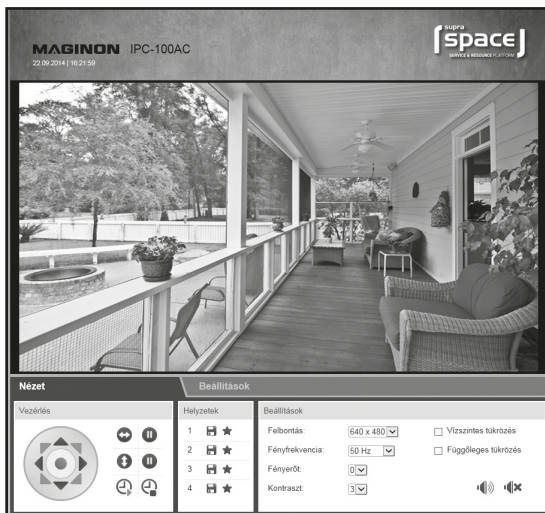 MAGINON IPC-100AC
22.09.2014 | 16:21:59
supra
space
SERVICE & RESOURCE PLATFORM
Nézet
Beállítások
Vezérlés
Helyzetek
1
2
3
4
Beállítások
Felbontás: 640 x 480
Fényfrekvencia: 50 Hz
Fényerőt: 0
Kontraszt: 3
Vízszintes tükrözés
Függőleges tükrözés